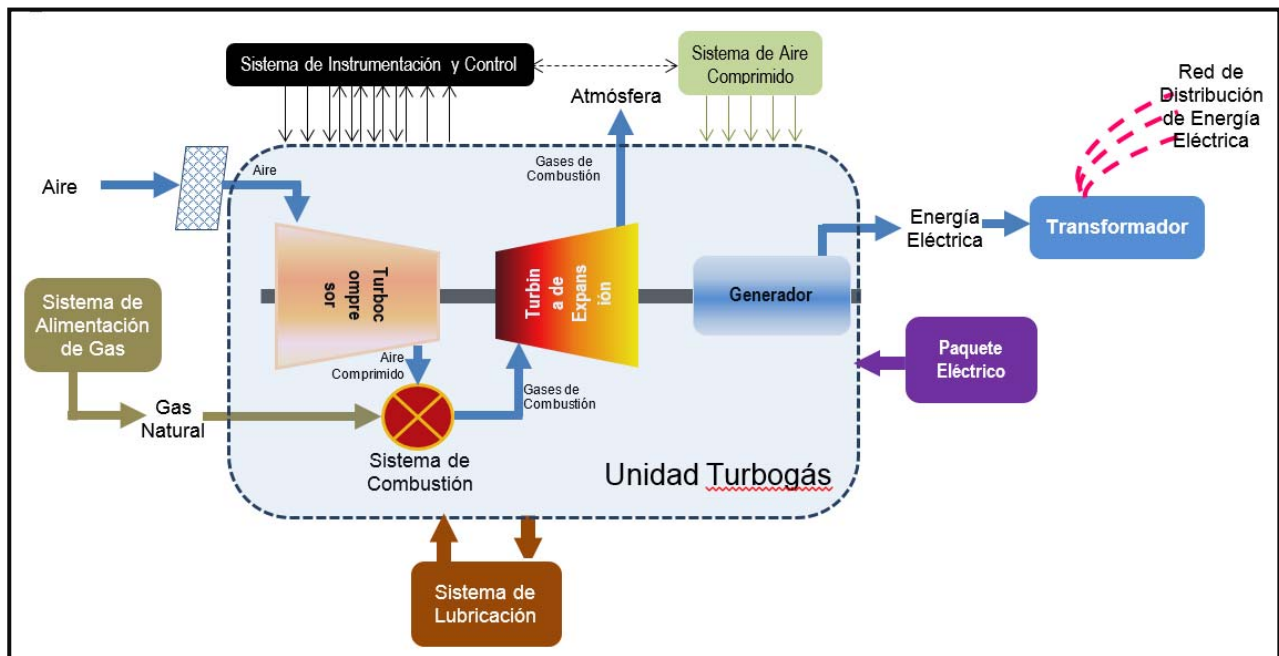 Sistema de Instrumentación y Control
Sistema de Aire
Comprimido
Red de
Distribución
de Energía
Eléctrica
Atmósfera
Gases de
Combustión
Aire
Aire
Energía
Eléctrica
Transformador
Turboc
ompre
sor
Turbin
a de
Expans
ión
Generador
Sistema de
Alimentación
de Gas
Paquete
Eléctrico
Aire
Comprimido
Gases de
Combustión
Gas
Natural
Sistema de
Combustión
Unidad Turbogás
Sistema de
Lubricación